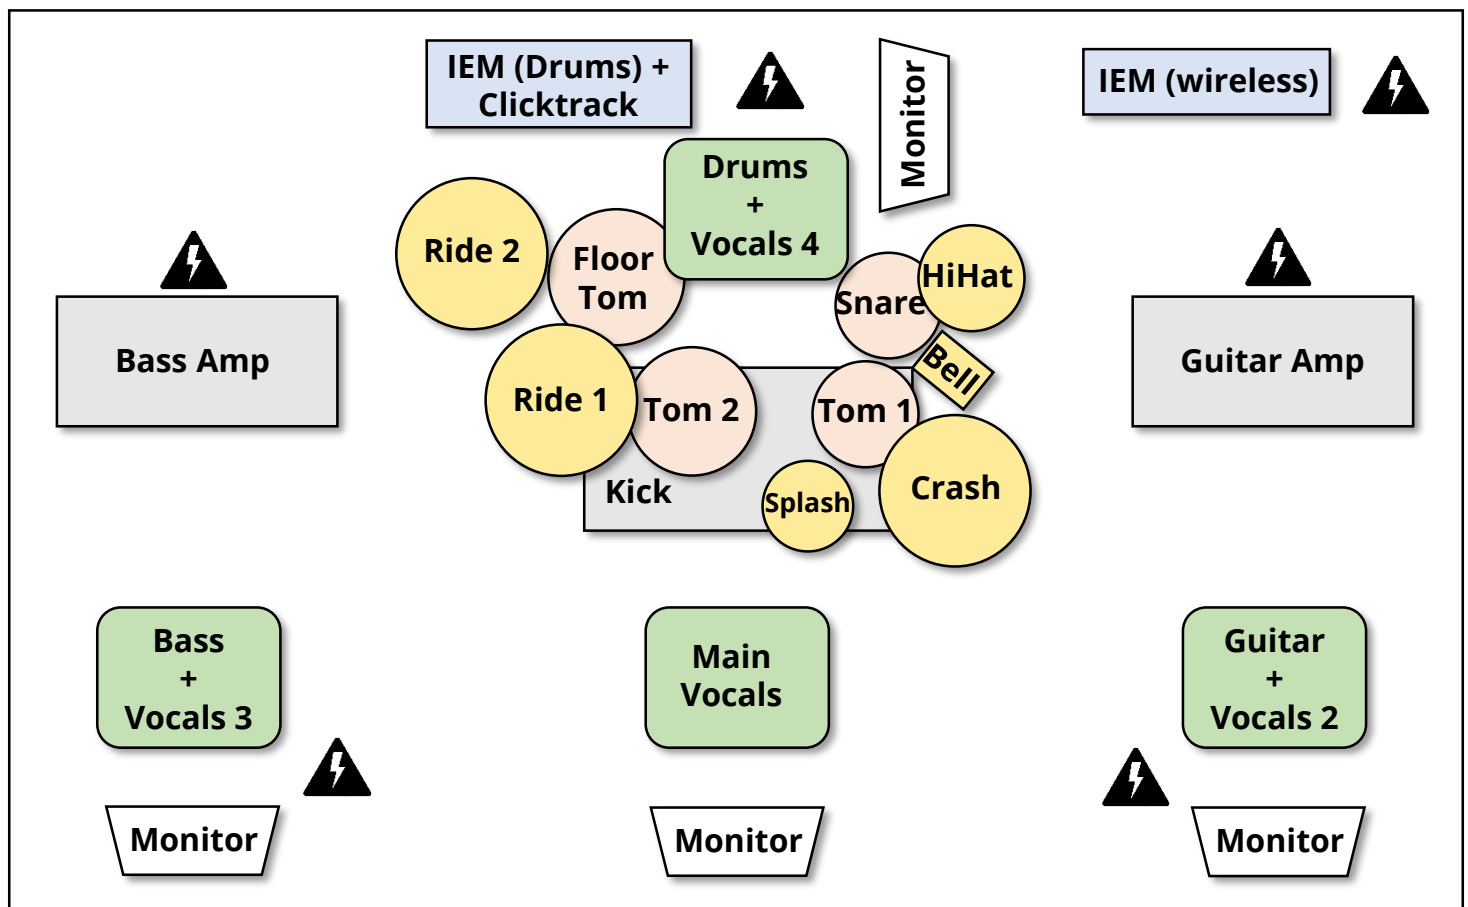 IEM (Drums) +
Clicktrack
Monitor
IEM (wireless)
Drums
+
Vocals 4
Ride 2
Floor
Tom
Snare
HiHat
Bass Amp
Bell
Guitar Amp
Ride 1
Tom 2
Tom 1
Kick
Splash
Crash
Bass
+
Vocals 3
Main
Vocals
Guitar
+
Vocals 2
Monitor
Monitor
Monitor